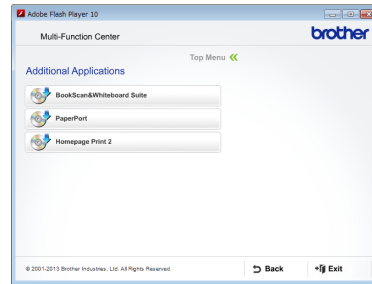 Adobe Flash Player 10
Multi-Function Center
brother
Top Menu
Additional Applications
BookScan&Whiteboard Suite
PaperPort
Homepage Print 2
© 2001-2013 Brother Industries, Ltd. All Rights Reserved.
Back
Exit